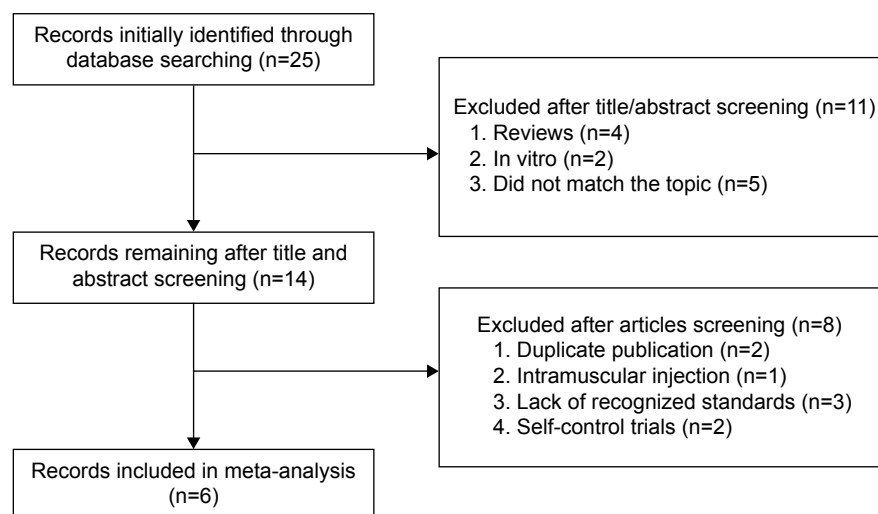 Records initially identified through
database searching (n=25)
Excluded after title/abstract screening (n=11)
1. Reviews (n=4)
2. In vitro (n=2)
3. Did not match the topic (n=5)
Records remaining after title and
abstract screening (n=14)
Excluded after articles screening (n=8)
1. Duplicate publication (n=2)
2. Intramuscular injection (n=1)
3. Lack of recognized standards (n=3)
4. Self-control trials (n=2)
Records included in meta-analysis
(n=6)